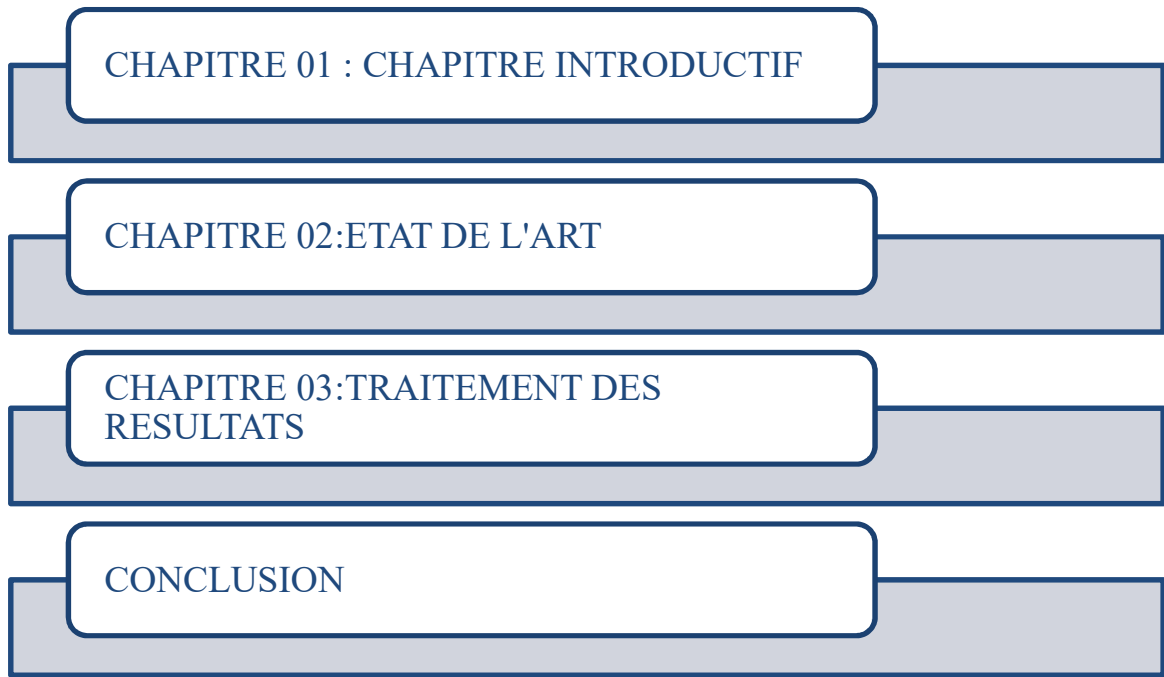 CHAPITRE 01 : CHAPITRE INTRODUCTIF
CHAPITRE 02:ETAT DE L'ART
CHAPITRE 03:TRAITEMENT DES
RESULTATS
CONCLUSION